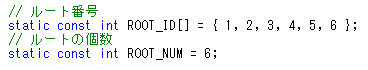 // ルート番号
static const int ROOT_ID[] = { 1, 2, 3, 4, 5, 6 };
// ルートの個数
static const int ROOT_NUM = 6;